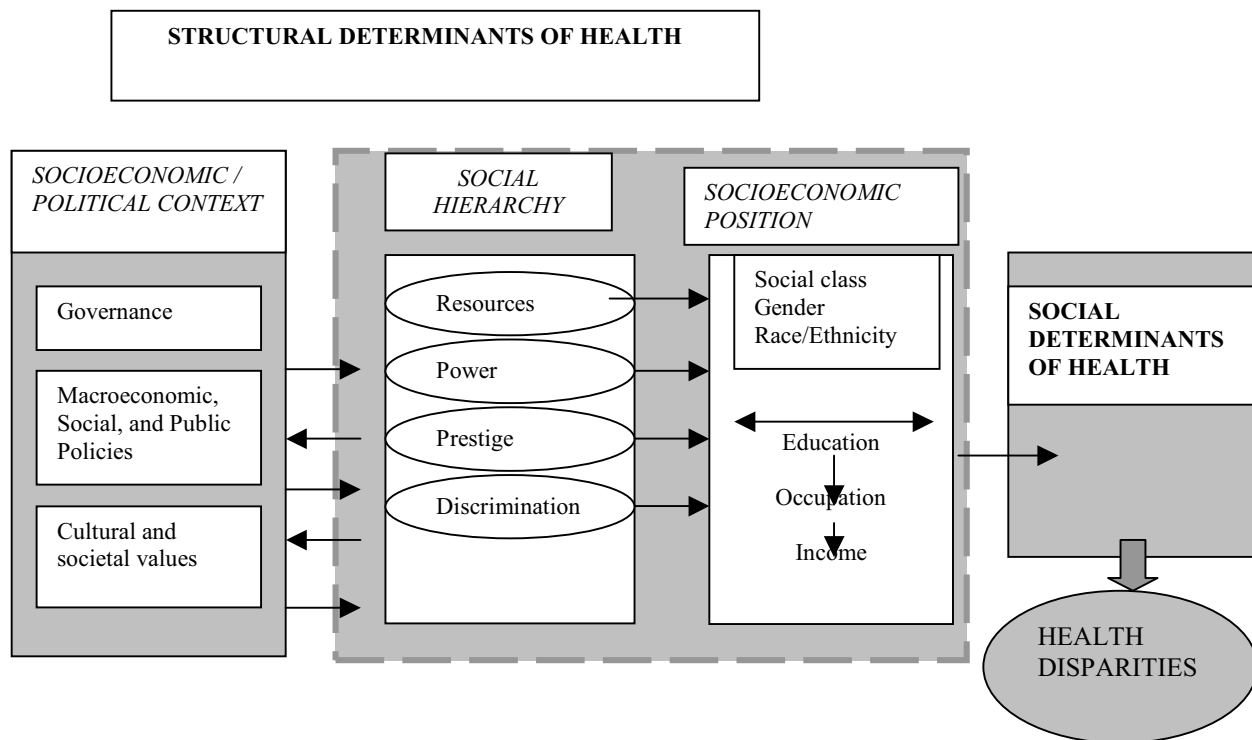 STRUCTURAL DETERMINANTS OF HEALTH
SOCIOECONOMIC /
POLITICAL CONTEXT
Governance
Macroeconomic,
Social, and Public
Policies
Cultural and
societal values
SOCIAL
HIERARCHY
Resources
Power
Prestige
Discrimination
SOCIOECONOMIC
POSITION
Social class
Gender
Race/Ethnicity
Education
Occupation
Income
SOCIAL
DETERMINANTS
OF HEALTH
HEALTH
DISPARITIES